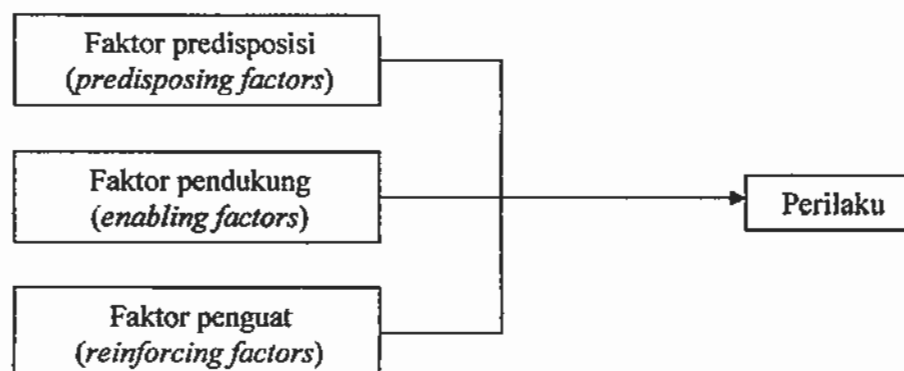 Faktor predisposisi
(predisposing factors)
Faktor pendukung
(enabling factors)
Perilaku
Faktor penguat
(reinforcing factors)